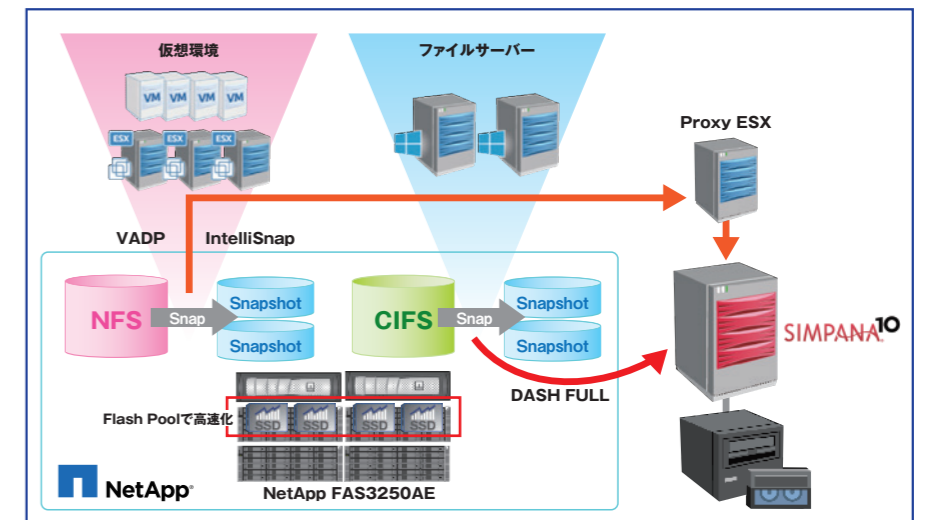 仮想環境
ファイルサーバー
VM VM VM VM
ESX ESX ESX
Proxy ESX
VADP IntelliSnap
NFS Snap Snapshot
Snapshot
CIFS Snap Snapshot
Snapshot
SIMPANA 10
DASH FULL
Flash Poolで高速化
SSD SSD SSD SSD
NetApp
NetApp FAS3250AE